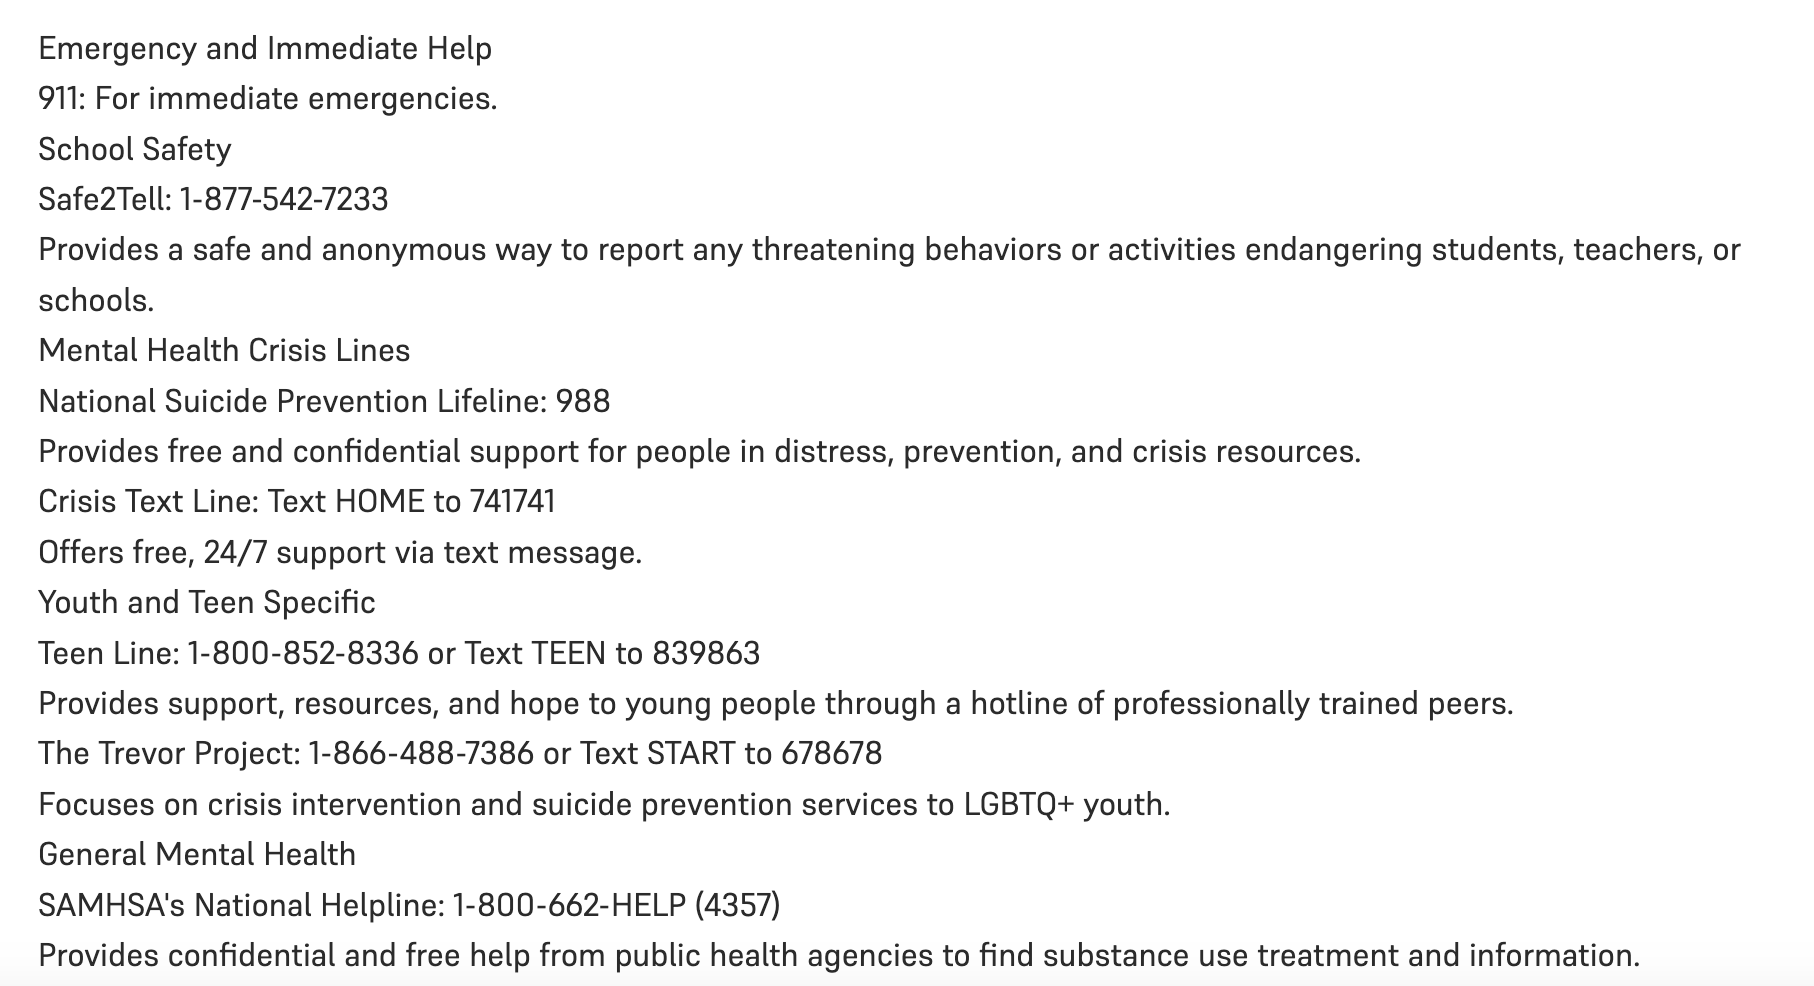 Emergency and Immediate Help
911: For immediate emergencies.
School Safety
Safe2Tell: 1-877-542-7233
Provides a safe and anonymous way to report any threatening behaviors or activities endangering students, teachers, or
schools.
Mental Health Crisis Lines
National Suicide Prevention Lifeline: 988
Provides free and confidential support for people in distress, prevention, and crisis resources.
Crisis Text Line: Text HOME to 741741
Offers free, 24/7 support via text message.
Youth and Teen Specific
Teen Line: 1-800-852-8336 or Text TEEN to 839863
Provides support, resources, and hope to young people through a hotline of professionally trained peers.
The Trevor Project: 1-866-488-7386 or Text START to 678678
Focuses on crisis intervention and suicide prevention services to LGBTQ+ youth.
General Mental Health
SAMHSA's National Helpline: 1-800-662-HELP (4357)
Provides confidential and free help from public health agencies to find substance use treatment and information.